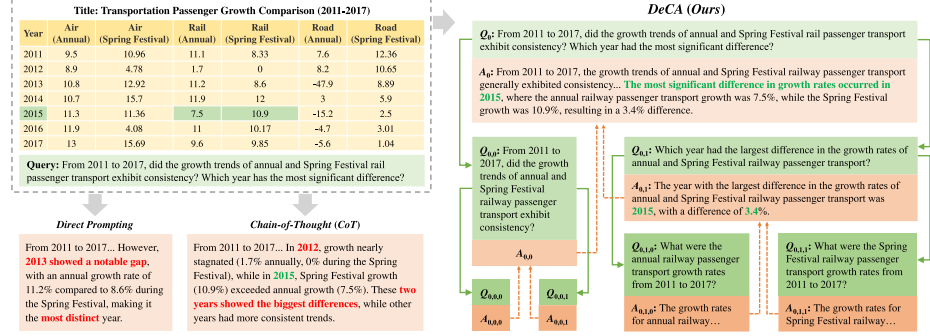 Title: Transportation Passenger Growth Comparison (2011-2017)
Year Air (Annual) Air (Spring Festival) Rail (Annual) Rail (Spring Festival) Road (Annual) Road (Spring Festival)
2011 9.5 10.96 11.1 8.33 7.6 12.36
2012 8.9 4.78 1.7 0 8.2 10.65
2013 10.8 12.92 11.2 8.6 -47.9 8.89
2014 10.7 15.7 11.9 12 3 5.9
2015 11.3 11.36 7.5 10.9 -15.2 2.5
2016 11.9 4.08 11 10.17 -4.7 3.01
2017 13 15.69 9.6 9.85 -5.6 1.04
Query: From 2011 to 2017, did the growth trends of annual and Spring Festival rail
passenger transport exhibit consistency? Which year has the most significant difference?
Direct Prompting
From 2011 to 2017... However,
2013 showed a notable gap,
with an annual growth rate of
11.2% compared to 8.6% during
the Spring Festival, making it
the most distinct year.
Chain-of-Thought (CoT)
From 2011 to 2017... In 2012, growth nearly
stagnated (1.7% annually, 0% during the Spring
Festival), while in 2015, Spring Festival growth
(10.9%) exceeded annual growth (7.5%). These two
years showed the biggest differences, while other
years had more consistent trends.
DeCA (Ours)
Q0: From 2011 to 2017, did the growth trends of annual and Spring Festival rail passenger transport
exhibit consistency? Which year had the most significant difference?
A0: From 2011 to 2017, the growth trends of annual and Spring Festival railway passenger transport
generally exhibited consistency... The most significant difference in growth rates occurred in
2015, where the annual railway passenger transport growth was 7.5%, while the Spring Festival
growth was 10.9%, resulting in a 3.4% difference.
Q0,0: From 2011 to
2017, did the growth
trends of annual and
Spring Festival
railway passenger
transport exhibit
consistency?
A0,0
Q0,0,0
A0,0,0
Q0,0,1
A0,0,1
Q0,1: Which year had the largest difference in the growth rates of
annual and Spring Festival railway passenger transport?
A0,1: The year with the largest difference in the growth rates of
annual and Spring Festival railway passenger transport was
2015, with a difference of 3.4%.
Q0,1,0: What were the
annual railway passenger
transport growth rates
from 2011 to 2017?
A0,1,0: The growth rates
for annual railway…
Q0,1,1: What were the Spring
Festival railway passenger
transport growth rates from
2011 to 2017?
A0,1,1: The growth rates for
Spring Festival railway…